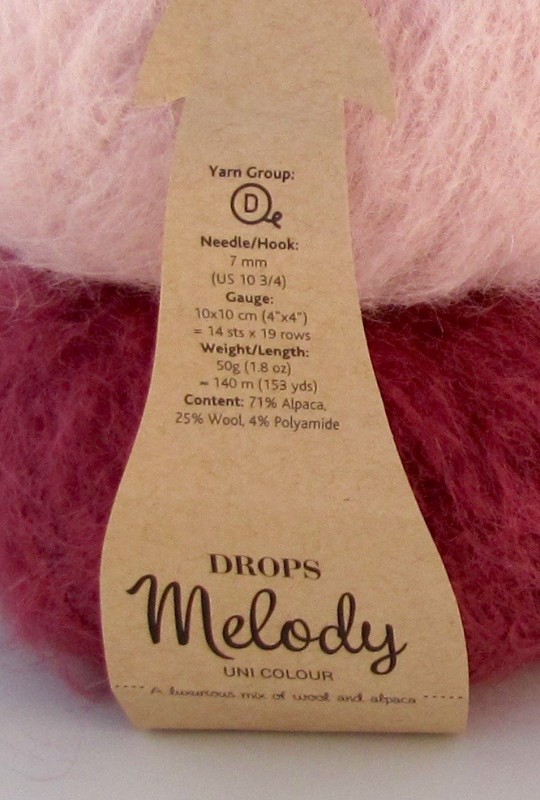 Yarn Group:
D
Needle/Hook:
7 mm
(US 10 3/4)
Gauge:
10x10 cm (4"x4")
= 14 sts x 19 rows
Weight/Length:
50g (1.8 oz)
≈ 140 m (153 yds)
Content: 71% Alpaca,
25% Wool, 4% Polyamide
DROPS
Melody
UNI COLOUR
A luxurious mix of wool and alpaca